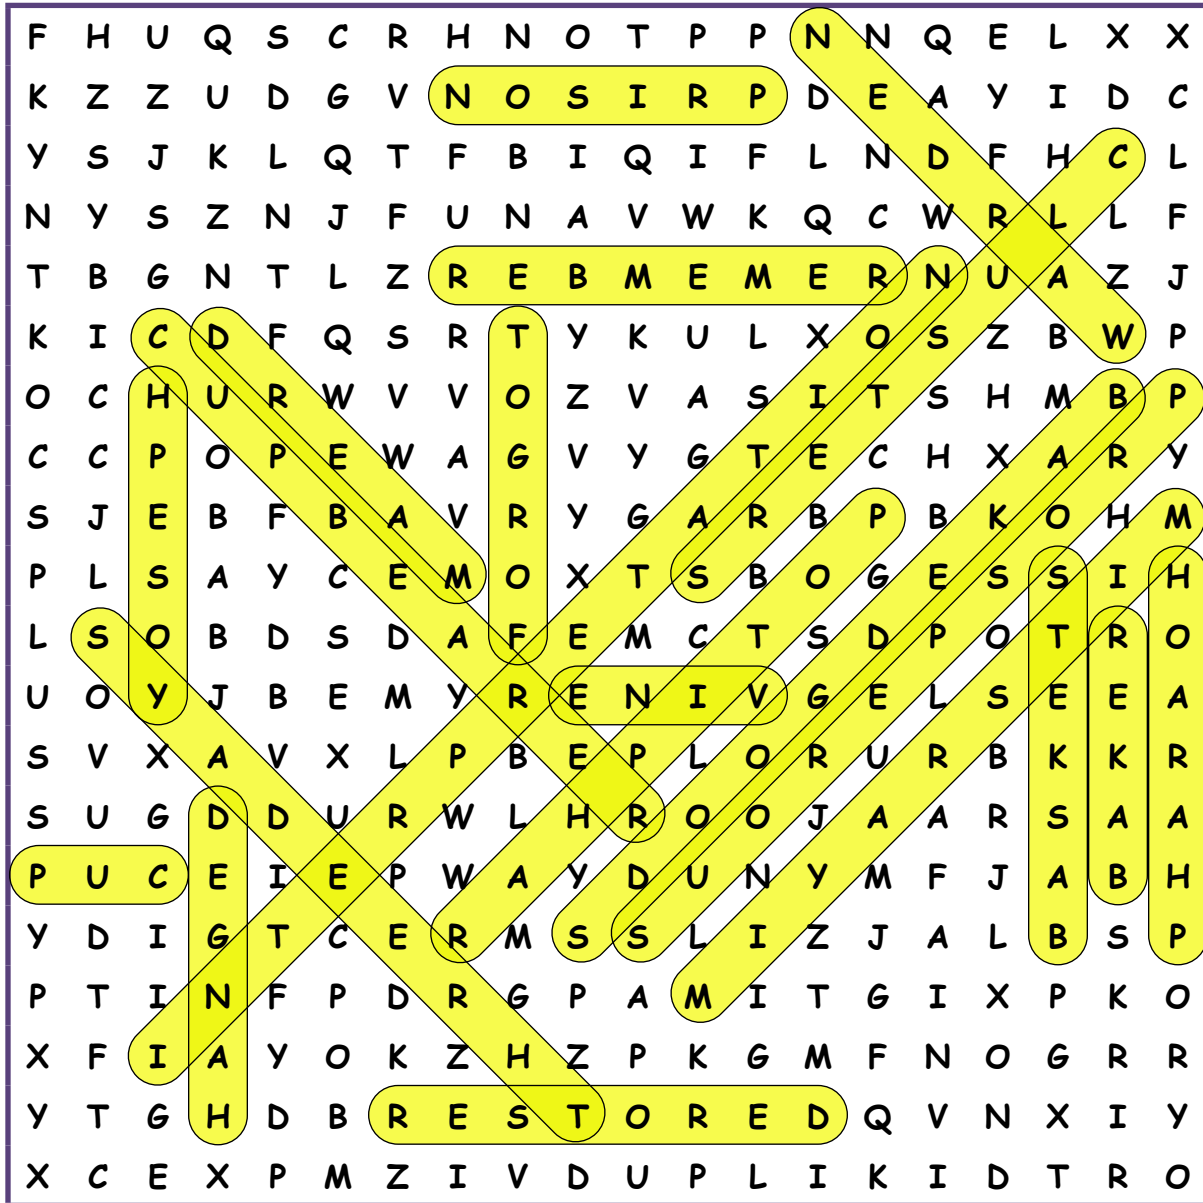 F H U Q S C R H N O T P P N N Q E L X X
K Z Z U D G V N O S I R P D E A Y I D C
Y S J K L Q T F B I Q I F L N D F H C L
N Y S Z N J F U N A V W K Q C W R L L F
T B G N T L Z R E B M E M E R N U A Z J
K I C D F Q S R T Y K U L X O S Z B W P
O C H U R W V V O Z V A S I T S H M B P
C C P O P E W A G V Y G T E C H X A R Y
S J E B F B A V R Y G A R B P B K O H M
P L S A Y C E M O X T S B O G E S S I H
L S O B D S D A F E M C T S D P O T R O
U O Y J B E M Y R E N I V G E L S E E A
S V X A V X L P B E P L O R U R B K K R
S U G D D U R W L H R O O J A A R S A A
P U C E I E P W A Y D U N Y M F J A B H
Y D I G T C E R M S S L I Z J A L B S P
P T I N F P D R G P A M I T G I X P K O
X F I A Y O K Z H Z P K G M F N O G R R
Y T G H D B R E S T O R E D Q V N X I Y
X C E X P M Z I V D U P L I K I D T R O